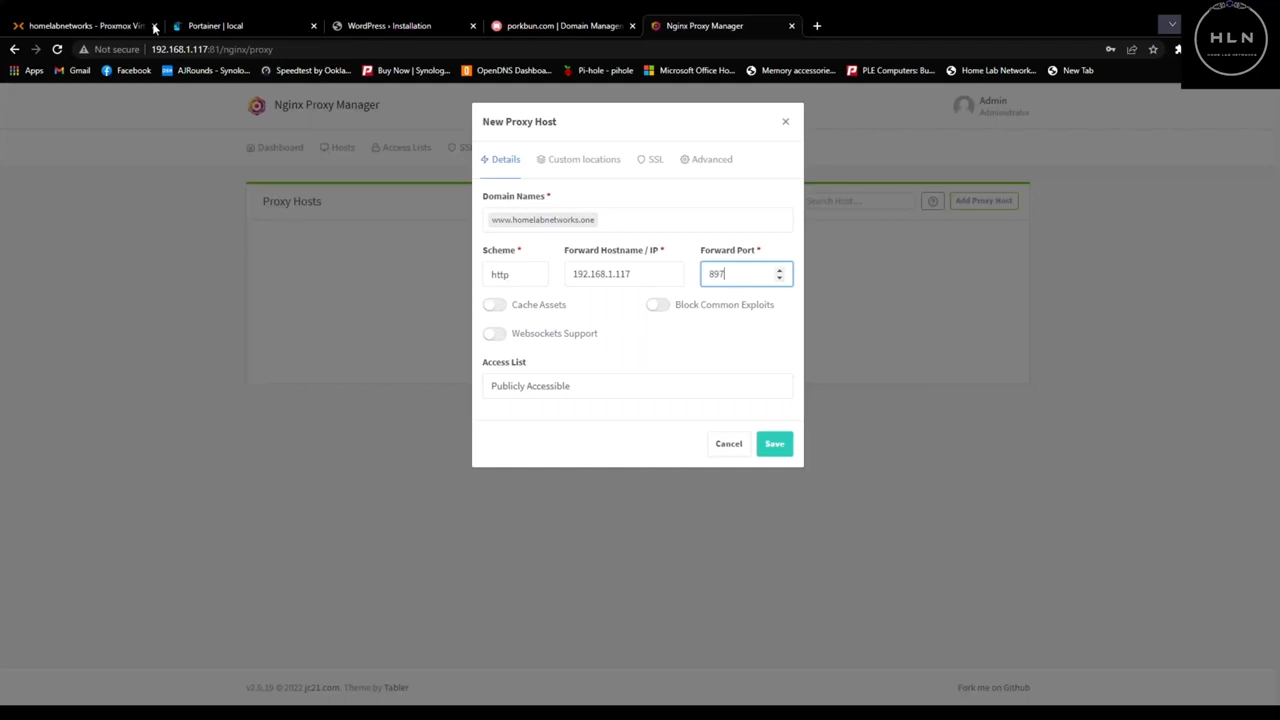 homelabnetworks - Proxmox Vir
Portainer | local
WordPress › Installation
porkbun.com | Domain Manager
Nginx Proxy Manager
Not secure
192.168.1.117:81/nginx/proxy
HLN
HOME LAB NETWORKS
Apps
Gmail
Facebook
AJRounds - Synolo...
Speedtest by Ookla...
Buy Now | Synolog...
OpenDNS Dashboa...
Pi-hole - pihole
Microsoft Office Ho...
Memory accessorie...
PLE Computers: Bu...
Home Lab Network...
New Tab
Nginx Proxy Manager
Admin
Administrator
New Proxy Host
Dashboard
Hosts
Access Lists
SS
Details
Custom locations
SSL
Advanced
Proxy Hosts
Search Host...
Add Proxy Host
Domain Names *
www.homelabnetworks.one
Scheme *
Forward Hostname / IP *
Forward Port *
http
192.168.1.117
897
Cache Assets
Block Common Exploits
Websockets Support
Access List
Publicly Accessible
Cancel
Save
v2.9.19 © 2022 jc21.com. Theme by Tabler
Fork me on Github